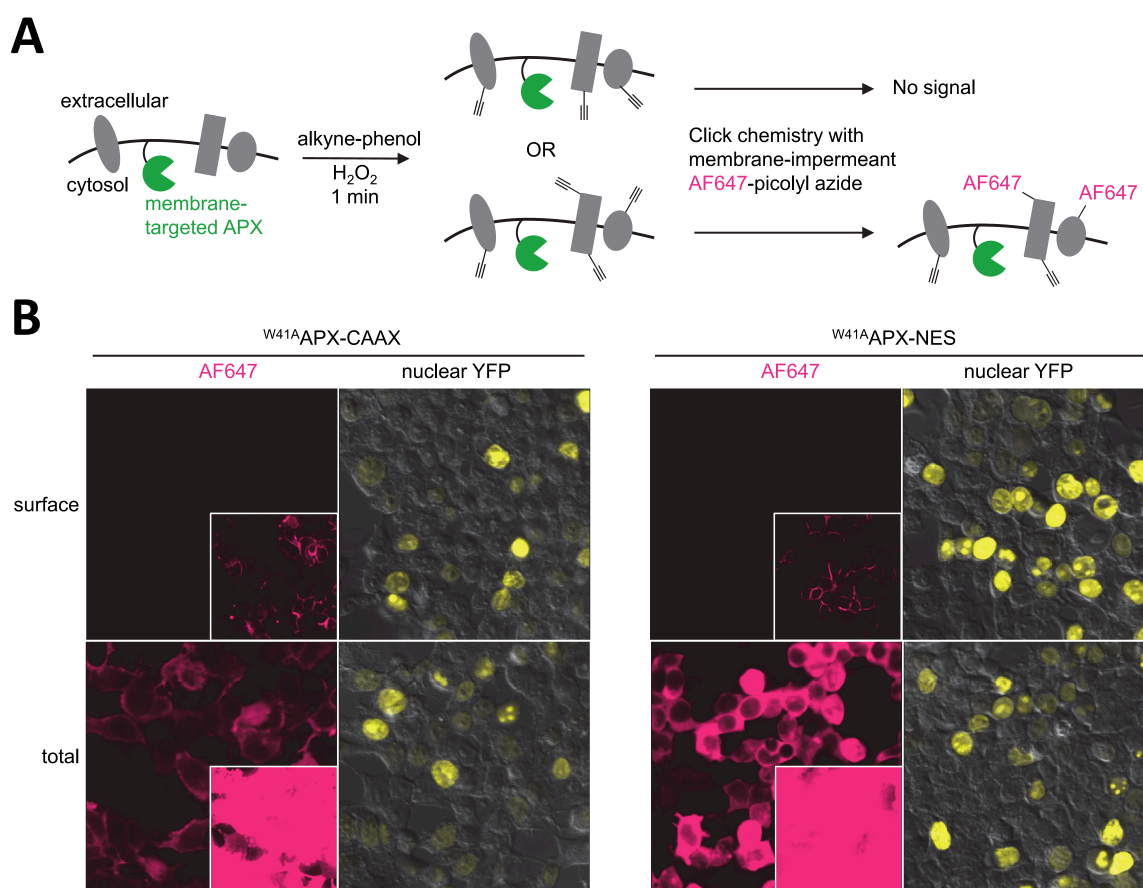 A
extracellular
cytosol
membrane-
targeted APX
alkyne-phenol
H₂O₂
1 min
OR
No signal
Click chemistry with
membrane-impermeant
AF647-picolyl azide
AF647
AF647
B
ᵂ⁴¹ᴬAPX-CAAX
ᵂ⁴¹ᴬAPX-NES
AF647
nuclear YFP
AF647
nuclear YFP
surface
total